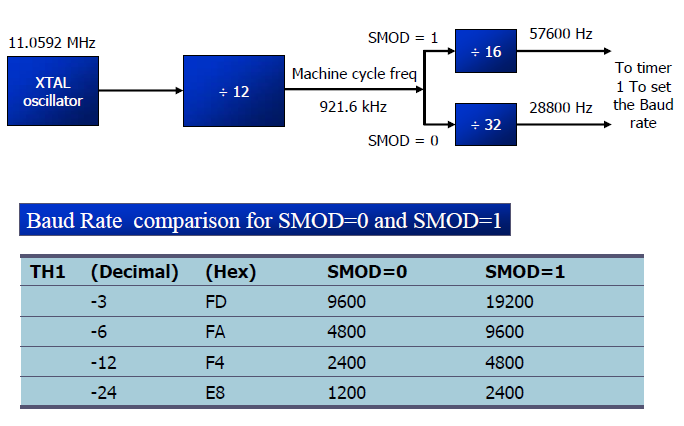 11.0592 MHz
XTAL
oscillator
÷ 12
Machine cycle freq
921.6 kHz
SMOD = 1
÷ 16
57600 Hz
SMOD = 0
÷ 32
28800 Hz
To timer
1 To set
the Baud
rate
Baud Rate comparison for SMOD=0 and SMOD=1
TH1 (Decimal) (Hex) SMOD=0 SMOD=1
-3 FD 9600 19200
-6 FA 4800 9600
-12 F4 2400 4800
-24 E8 1200 2400